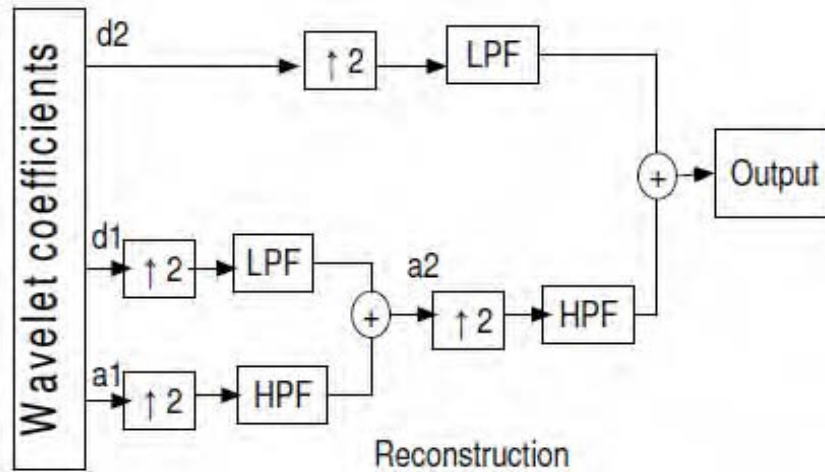 Wavelet coefficients
d2
↑ 2
LPF
+
Output
d1
↑ 2
LPF
+
a2
↑ 2
HPF
a1
↑ 2
HPF
Reconstruction